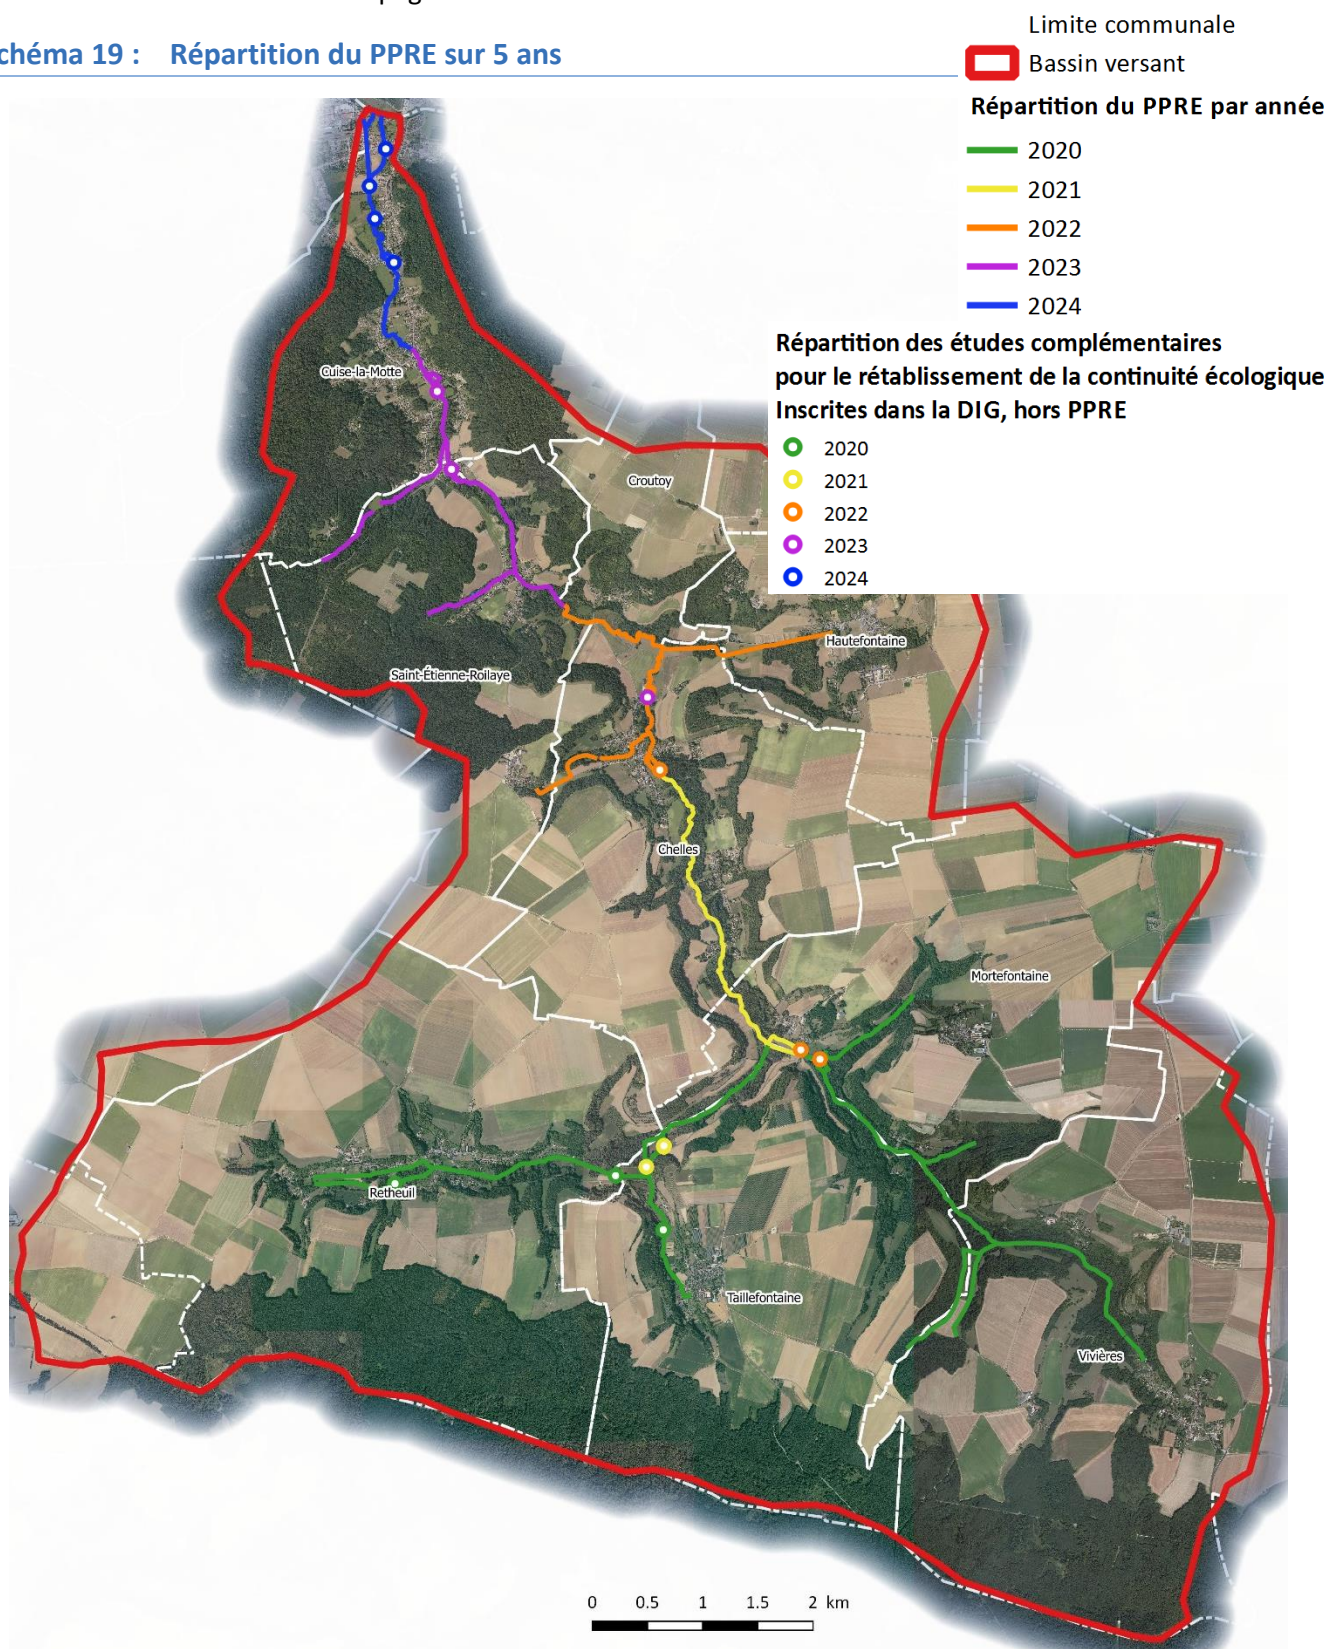 chéma 19 : Répartition du PPRE sur 5 ans
Limite communale
Bassin versant
Répartition du PPRE par année
2020
2021
2022
2023
2024
Répartition des études complémentaires
pour le rétablissement de la continuité écologique
Inscrites dans la DIG, hors PPRE
2020
2021
2022
2023
2024
Cuise-la-Motte
Croutoy
Hautefontaine
Saint-Étienne-Roilaye
Chelles
Mortefontaine
Retheuil
Taillefontaine
Vivières
0 0.5 1 1.5 2 km